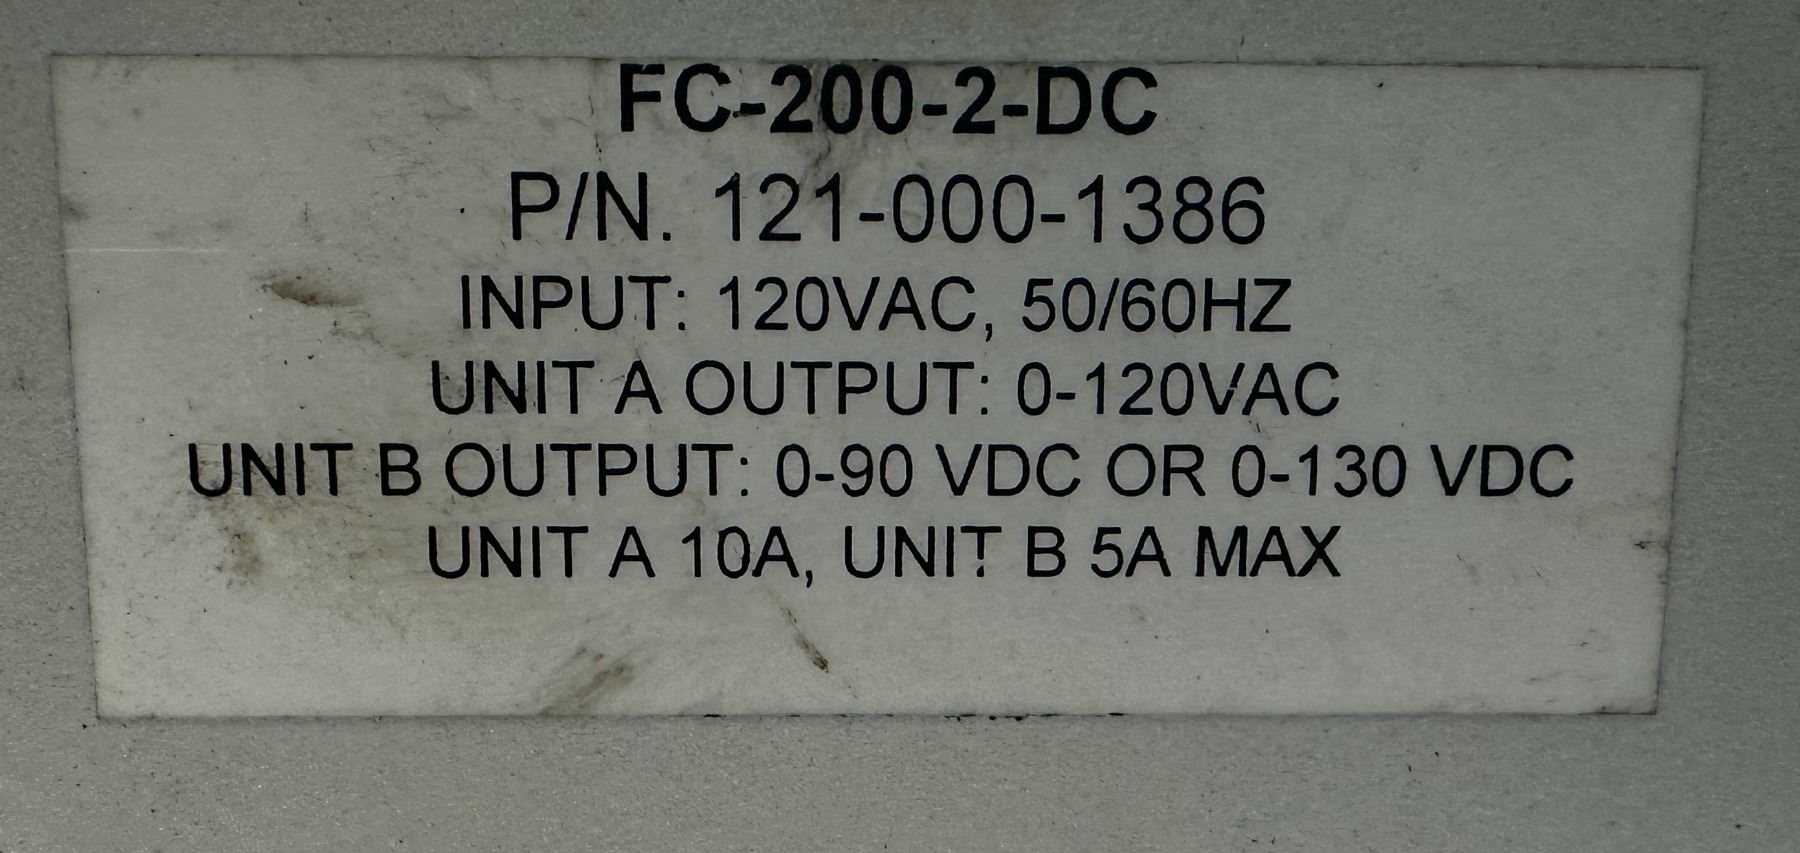 FC-200-2-DC
P/N. 121-000-1386
INPUT: 120VAC, 50/60HZ
UNIT A OUTPUT: 0-120VAC
UNIT B OUTPUT: 0-90 VDC OR 0-130 VDC
UNIT A 10A, UNIT B 5A MAX